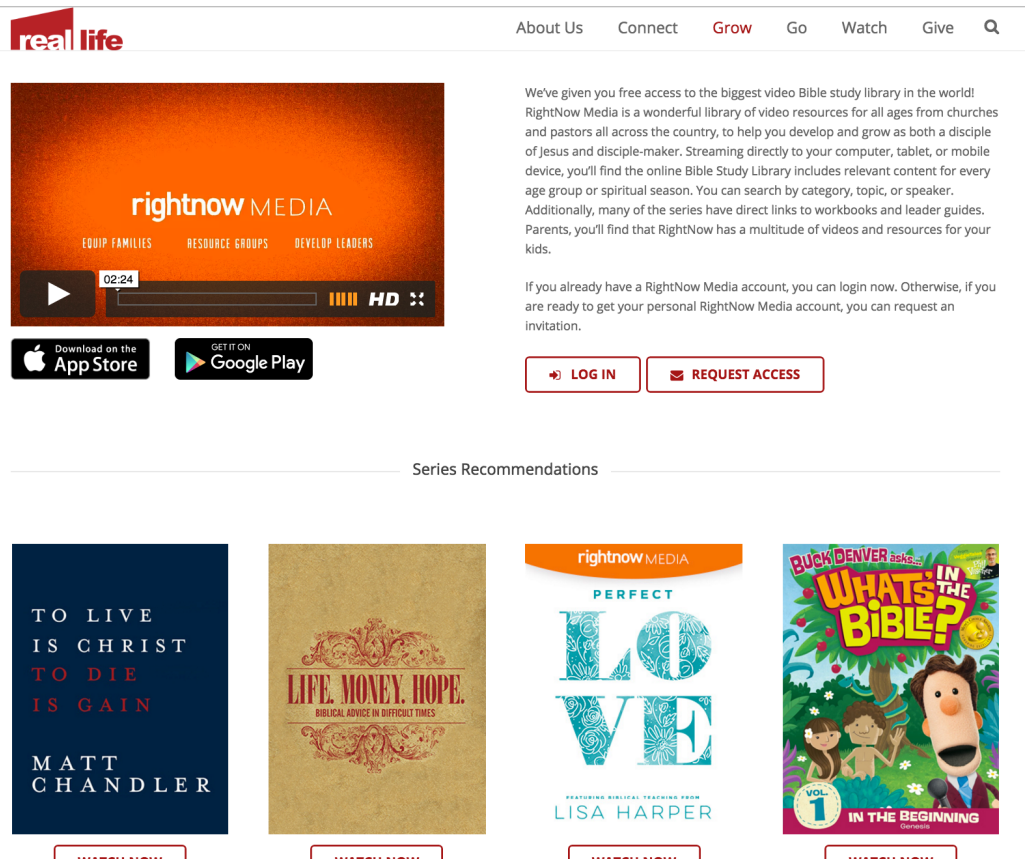 real life
About Us Connect Grow Go Watch Give
rightnow MEDIA
EQUIP FAMILIES RESOURCE GROUPS DEVELOP LEADERS
02:24
HD
Download on the
App Store
GET IT ON
Google Play
We've given you free access to the biggest video Bible study library in the world!
RightNow Media is a wonderful library of video resources for all ages from churches
and pastors all across the country, to help you develop and grow as both a disciple
of Jesus and disciple-maker. Streaming directly to your computer, tablet, or mobile
device, you'll find the online Bible Study Library includes relevant content for every
age group or spiritual season. You can search by category, topic, or speaker.
Additionally, many of the series have direct links to workbooks and leader guides.
Parents, you'll find that RightNow has a multitude of videos and resources for your
kids.
If you already have a RightNow Media account, you can login now. Otherwise, if you
are ready to get your personal RightNow Media account, you can request an
invitation.
LOG IN
REQUEST ACCESS
Series Recommendations
TO LIVE
IS CHRIST
TO DIE
IS GAIN
MATT
CHANDLER
LIFE. MONEY. HOPE.
BIBLICAL ADVICE IN DIFFICULT TIMES
rightnow MEDIA
PERFECT
LO
VE
FEATURING BIBLICAL TEACHING FROM
LISA HARPER
BUCK DENVER asks...
WHAT'S IN THE
BiBLE?
VOL.
1
IN THE BEGINNING
Genesis
WATCH NOW
WATCH NOW
WATCH NOW
WATCH NOW